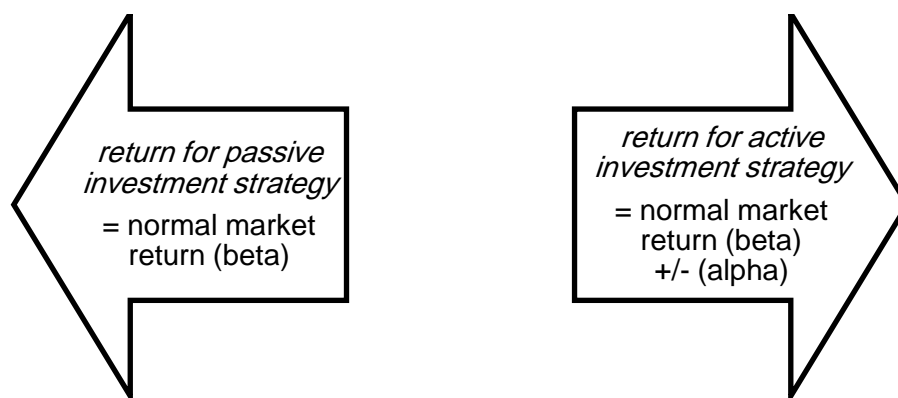 return for passive
investment strategy
= normal market
return (beta)
return for active
investment strategy
= normal market
return (beta)
+/- (alpha)